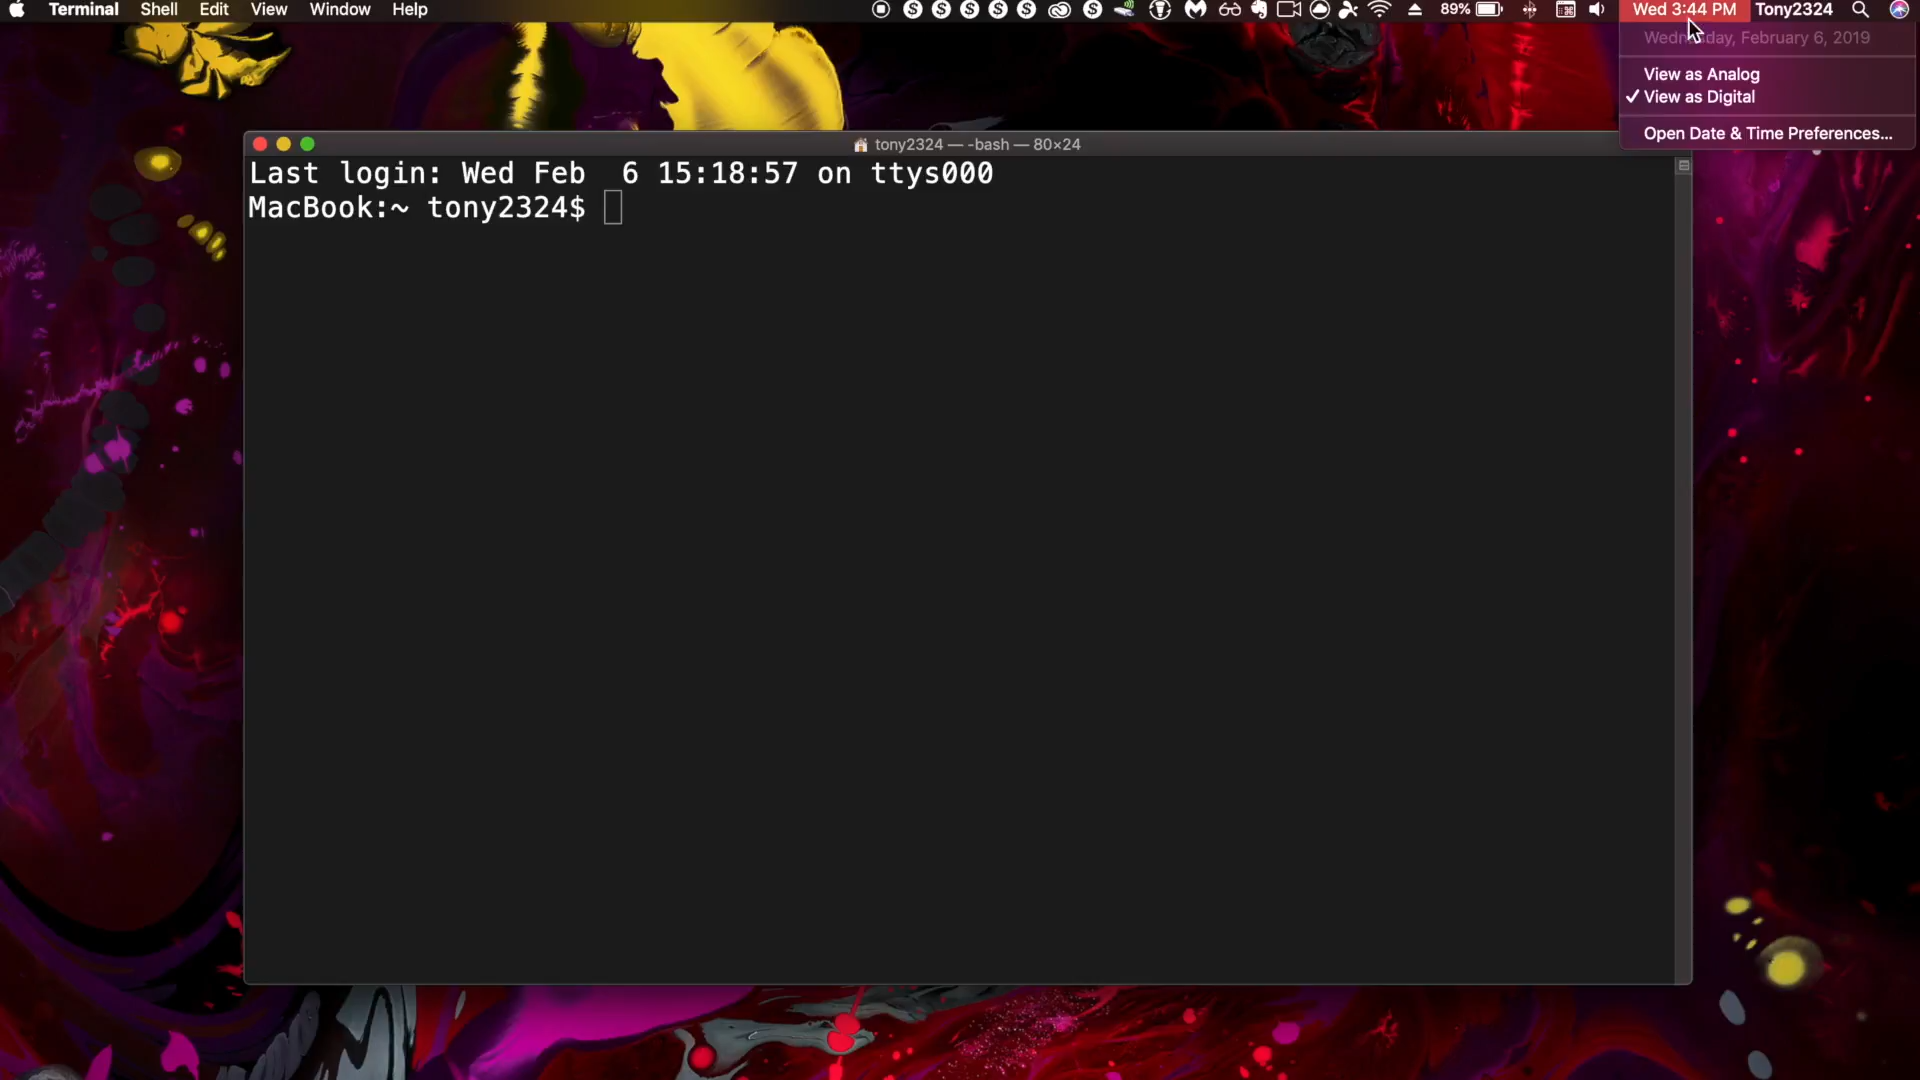 Terminal Shell Edit View Window Help 89% Wed 3:44 PM Tony2324
Wednesday, February 6, 2019
View as Analog
✓ View as Digital
Open Date & Time Preferences...
tony2324 — -bash — 80×24
Last login: Wed Feb  6 15:18:57 on ttys000
MacBook:~ tony2324$